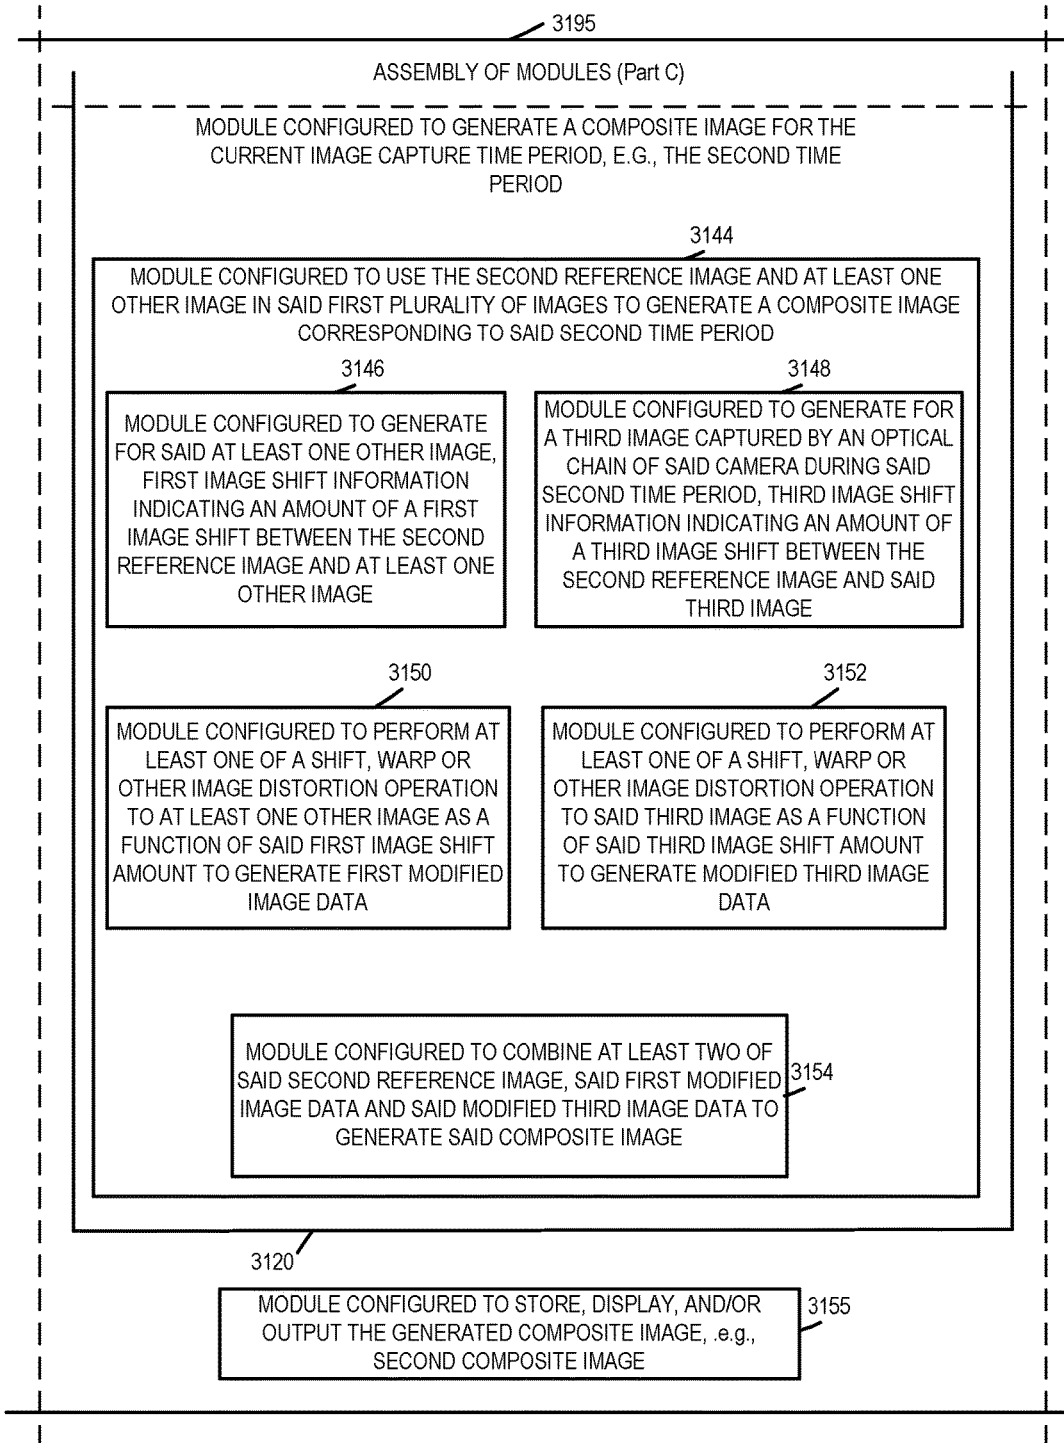 3195
ASSEMBLY OF MODULES (Part C)
MODULE CONFIGURED TO GENERATE A COMPOSITE IMAGE FOR THE
CURRENT IMAGE CAPTURE TIME PERIOD, E.G., THE SECOND TIME
PERIOD
3144
MODULE CONFIGURED TO USE THE SECOND REFERENCE IMAGE AND AT LEAST ONE
OTHER IMAGE IN SAID FIRST PLURALITY OF IMAGES TO GENERATE A COMPOSITE IMAGE
CORRESPONDING TO SAID SECOND TIME PERIOD
3146
MODULE CONFIGURED TO GENERATE
FOR SAID AT LEAST ONE OTHER IMAGE,
FIRST IMAGE SHIFT INFORMATION
INDICATING AN AMOUNT OF A FIRST
IMAGE SHIFT BETWEEN THE SECOND
REFERENCE IMAGE AND AT LEAST ONE
OTHER IMAGE
3148
MODULE CONFIGURED TO GENERATE FOR
A THIRD IMAGE CAPTURED BY AN OPTICAL
CHAIN OF SAID CAMERA DURING SAID
SECOND TIME PERIOD, THIRD IMAGE SHIFT
INFORMATION INDICATING AN AMOUNT OF
A THIRD IMAGE SHIFT BETWEEN THE
SECOND REFERENCE IMAGE AND SAID
THIRD IMAGE
3150
MODULE CONFIGURED TO PERFORM AT
LEAST ONE OF A SHIFT, WARP OR
OTHER IMAGE DISTORTION OPERATION
TO AT LEAST ONE OTHER IMAGE AS A
FUNCTION OF SAID FIRST IMAGE SHIFT
AMOUNT TO GENERATE FIRST MODIFIED
IMAGE DATA
3152
MODULE CONFIGURED TO PERFORM AT
LEAST ONE OF A SHIFT, WARP OR
OTHER IMAGE DISTORTION OPERATION
TO SAID THIRD IMAGE AS A FUNCTION
OF SAID THIRD IMAGE SHIFT AMOUNT
TO GENERATE MODIFIED THIRD IMAGE
DATA
MODULE CONFIGURED TO COMBINE AT LEAST TWO OF
SAID SECOND REFERENCE IMAGE, SAID FIRST MODIFIED
IMAGE DATA AND SAID MODIFIED THIRD IMAGE DATA TO
GENERATE SAID COMPOSITE IMAGE
3154
3120
MODULE CONFIGURED TO STORE, DISPLAY, AND/OR
OUTPUT THE GENERATED COMPOSITE IMAGE, .e.g.,
SECOND COMPOSITE IMAGE
3155